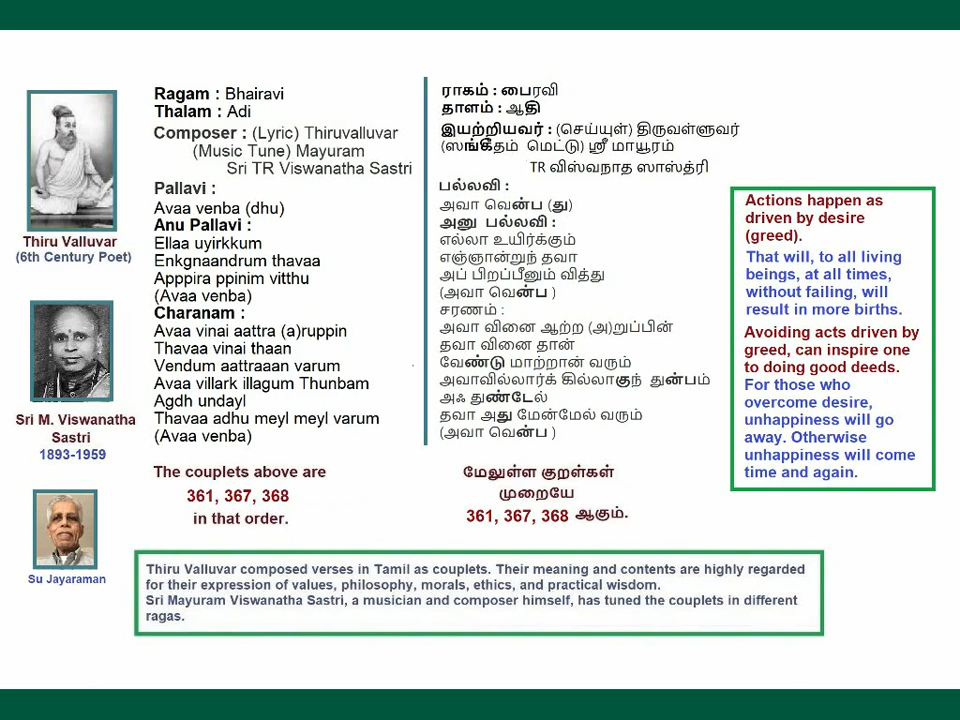 Thiru Valluvar
(6th Century Poet)
Sri M. Viswanatha
Sastri
1893-1959
Su Jayaraman
Ragam : Bhairavi
Thalam : Adi
Composer : (Lyric) Thiruvalluvar
(Music Tune) Mayuram
Sri TR Viswanatha Sastri
Pallavi :
Avaa venba (dhu)
Anu Pallavi :
Ellaa uyirkkum
Enkgnaandrum thavaa
Apppira ppinim vitthu
(Avaa venba)
Charanam :
Avaa vinai aattra (a)ruppin
Thavaa vinai thaan
Vendum aattraaan varum
Avaa villark illagum Thunbam
Agdh undayl
Thavaa adhu meyl meyl varum
(Avaa venba)
The couplets above are
361, 367, 368
in that order.
ராகம் : பைரவி
தாளம் : ஆதி
இயற்றியவர் : (செய்யுள்) திருவள்ளுவர்
(ஸங்கீதம் மெட்டு) ஸ்ரீ மாயூரம்
TR விஸ்வநாத ஸாஸ்த்ரி
பல்லவி :
அவா வென்ப (து)
அனு பல்லவி :
எல்லா உயிர்க்கும்
எஞ்ஞான்றுந் தவா
அப் பிறப்பீனும் வித்து
(அவா வென்ப )
சரணம் :
அவா வினை ஆற்ற (அ)றுப்பின்
தவா வினை தான்
வேண்டு மாற்றான் வரும்
அவாவில்லார்க் கில்லாகுந் துன்பம்
அஃ துண்டேல்
தவா அது மேன்மேல் வரும்
(அவா வென்ப )
மேலுள்ள குறள்கள்
முறையே
361, 367, 368 ஆகும்.
Actions happen as
driven by desire
(greed).
That will, to all living
beings, at all times,
without failing, will
result in more births.
Avoiding acts driven by
greed, can inspire one
to doing good deeds.
For those who
overcome desire,
unhappiness will go
away. Otherwise
unhappiness will come
time and again.
Thiru Valluvar composed verses in Tamil as couplets. Their meaning and contents are highly regarded
for their expression of values, philosophy, morals, ethics, and practical wisdom.
Sri Mayuram Viswanatha Sastri, a musician and composer himself, has tuned the couplets in different
ragas.